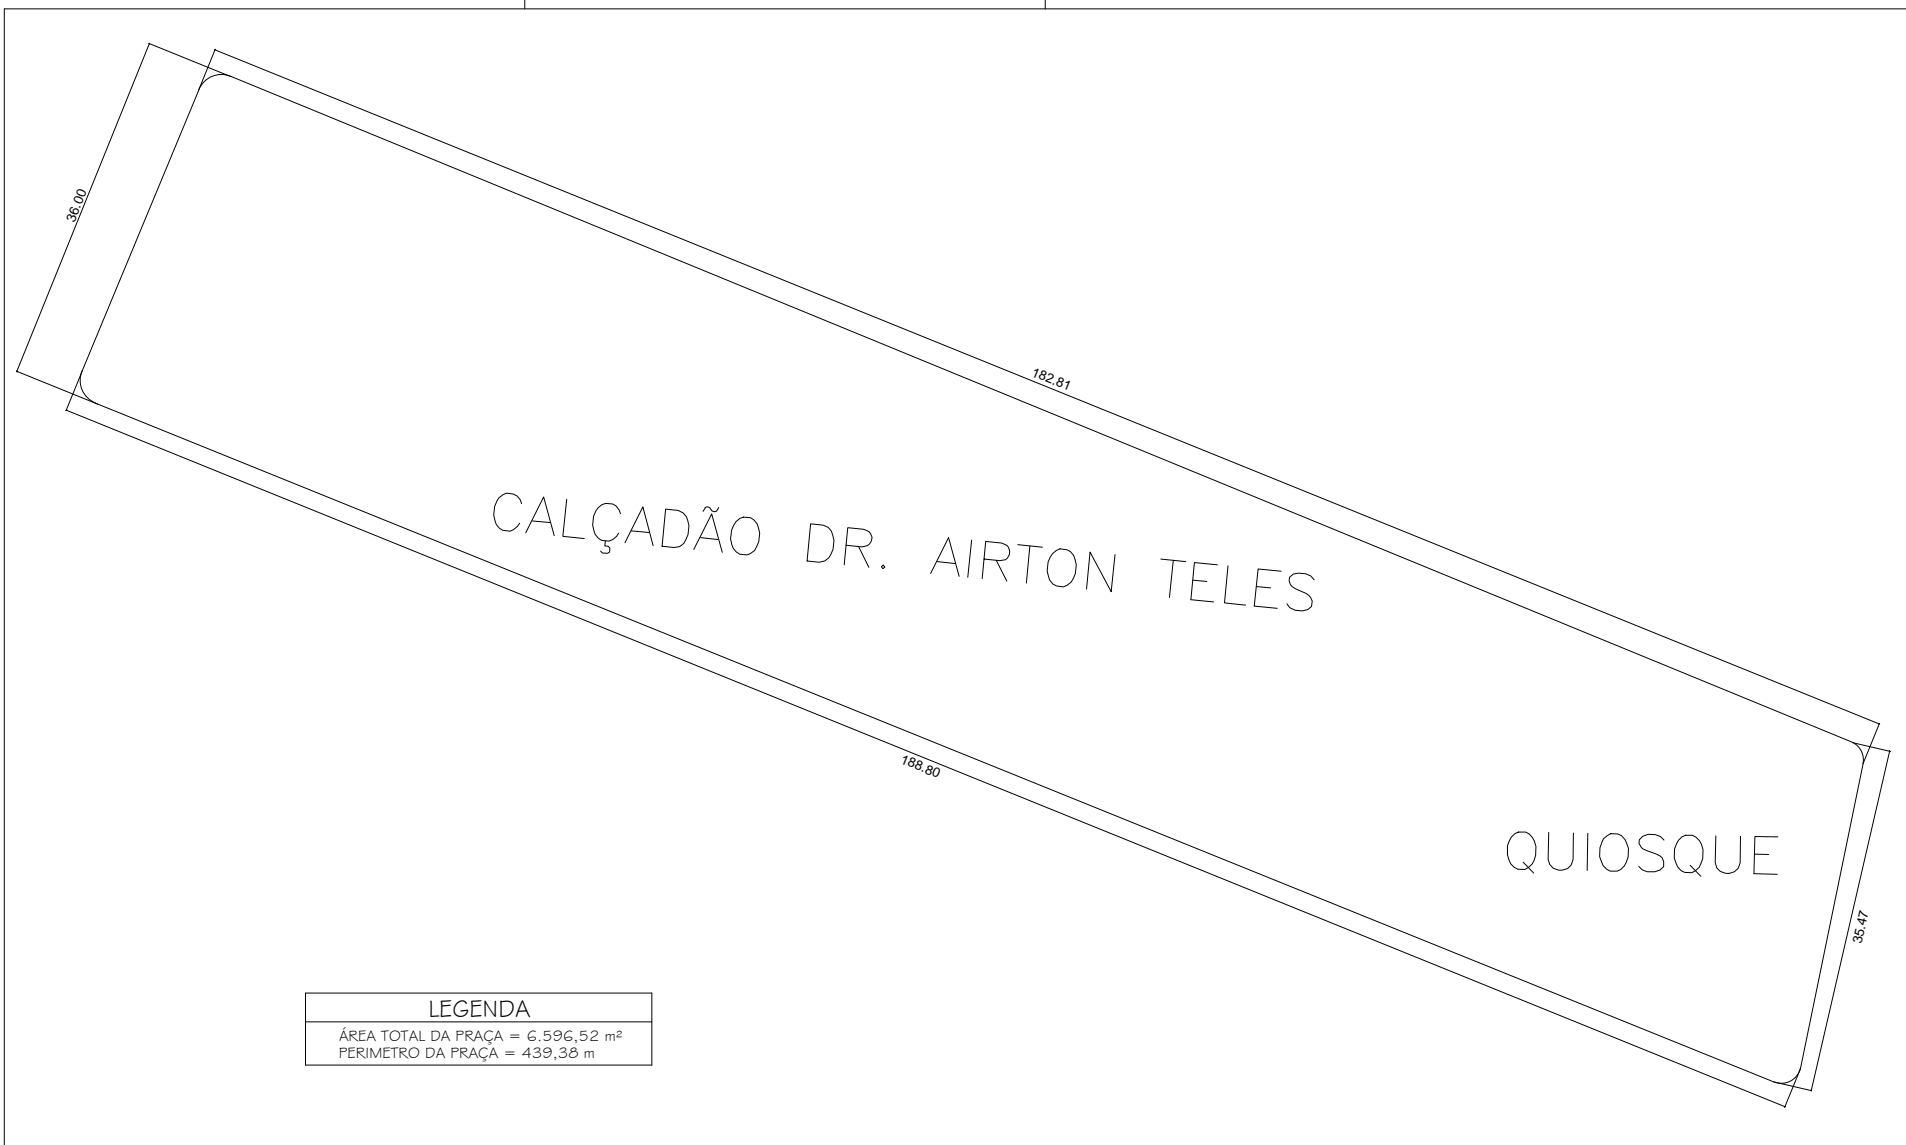 36.00
182.81
CALÇADÃO DR. AIRTON TELES
188.80
QUIOSQUE
35.47
LEGENDA
ÁREA TOTAL DA PRAÇA = 6.596,52 m²
PERIMETRO DA PRAÇA = 439,38 m